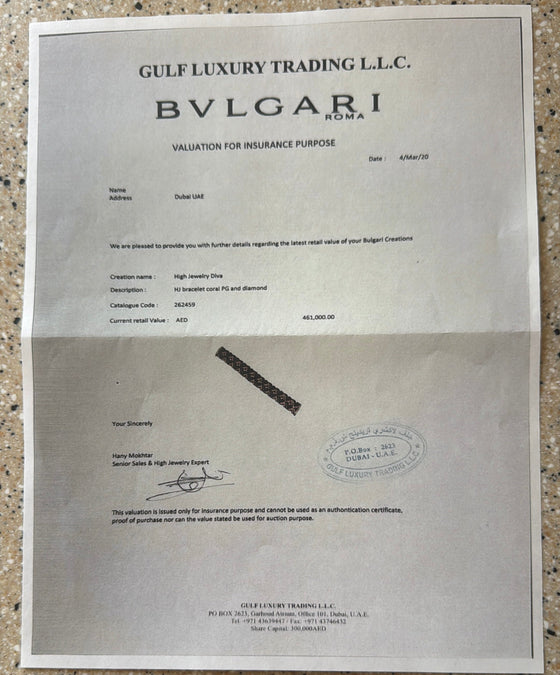 GULF LUXURY TRADING L.L.C.
BVLGARI
ROMA
VALUATION FOR INSURANCE PURPOSE
Date : 4/Mar/20
Name
Address Dubai UAE
We are pleased to provide you with further details regarding the latest retail value of your Bulgari Creations
Creation name : High Jewelry Diva
Description : HJ bracelet coral PG and diamond
Catalogue Code : 262459
Current retail Value : AED 461,000.00
Your Sincerely
Hany Mokhtar
Senior Sales & High Jewelry Expert
P.O.Box : 2623
DUBAI - U.A.E.
GULF LUXURY TRADING L.L.C
This valuation is issued only for insurance purpose and cannot be used as an authontication certificate,
proof of purchase nor can the value stated be used for auction purpose.
GULF LUXURY TRADING L.L.C.
PO BOX 2623, Garhoud Office 101, Dubai, U.A.E.
Tel +971 43639447 / Fax: +971 43746452
Share Capital: 300,000AED